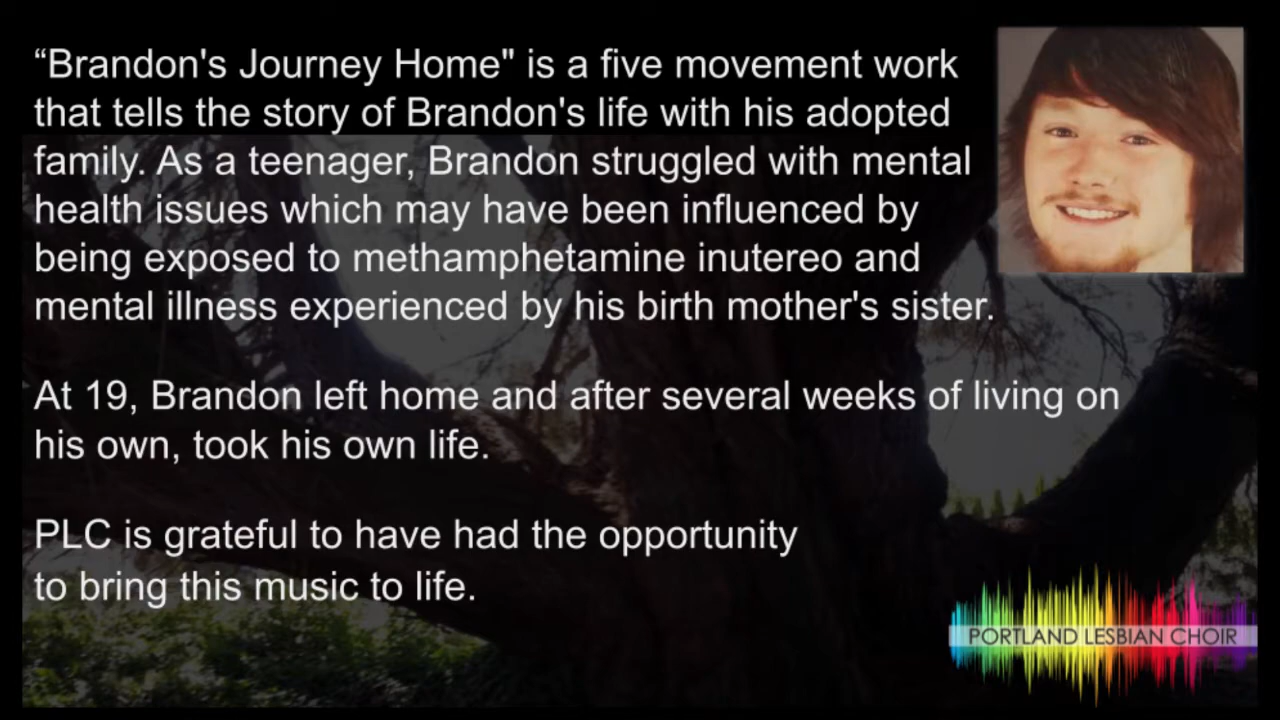 “Brandon's Journey Home" is a five movement work
that tells the story of Brandon's life with his adopted
family. As a teenager, Brandon struggled with mental
health issues which may have been influenced by
being exposed to methamphetamine inutereo and
mental illness experienced by his birth mother's sister.
At 19, Brandon left home and after several weeks of living on
his own, took his own life.
PLC is grateful to have had the opportunity
to bring this music to life.
PORTLAND LESBIAN CHOIR